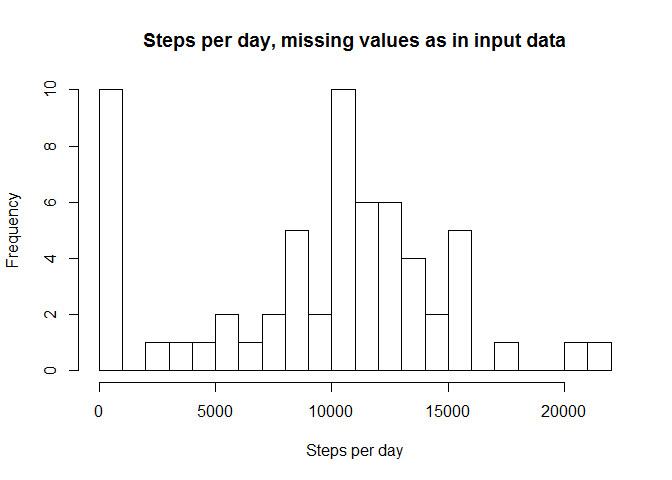 Steps per day, missing values as in input data
Frequency
10
8
6
4
2
0
0 5000 10000 15000 20000
Steps per day